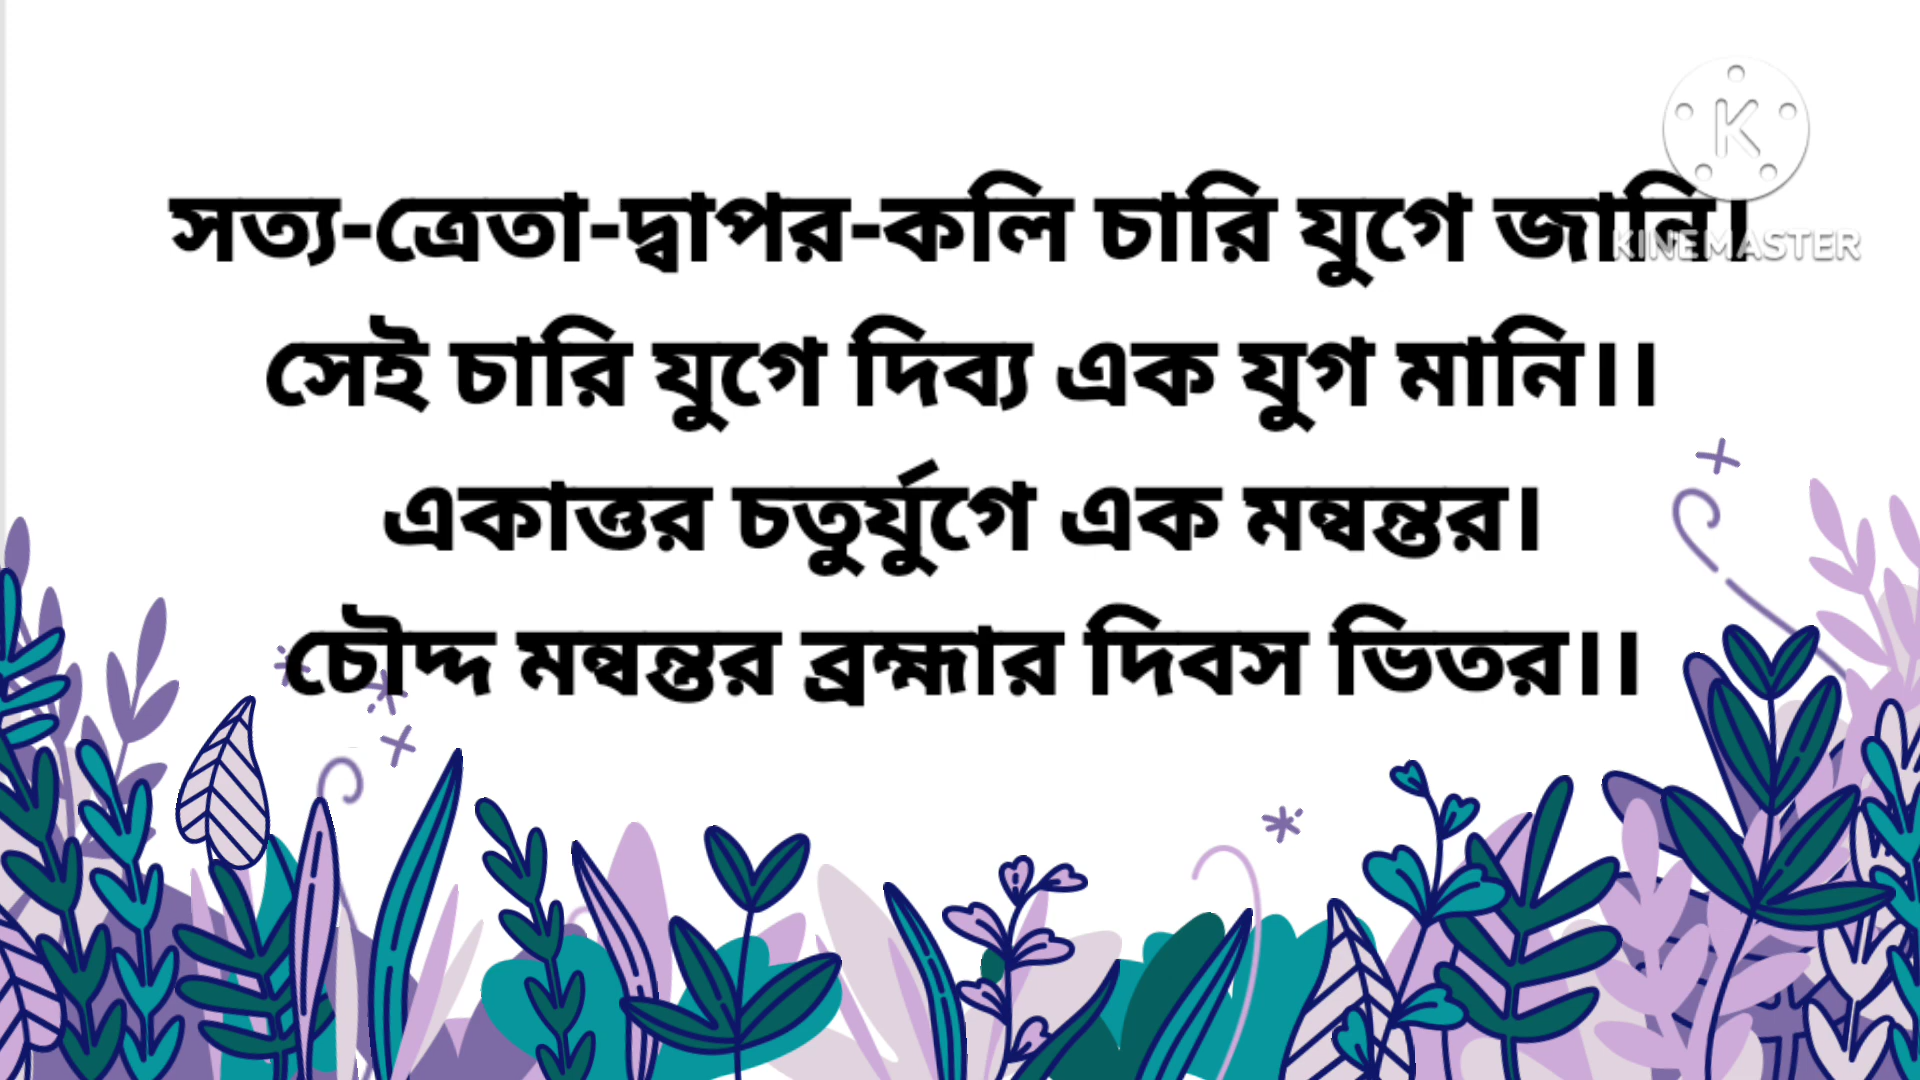 সত্য-ত্রেতা-দ্বাপর-কলি চারি যুগে জানি।
সেই চারি যুগে দিব্য এক যুগ মানি।।
একাত্তর চতুর্যুগে এক মন্বন্তর।
চৌদ্দ মন্বন্তর ব্রহ্মার দিবস ভিতর।।
K
KINEMASTER